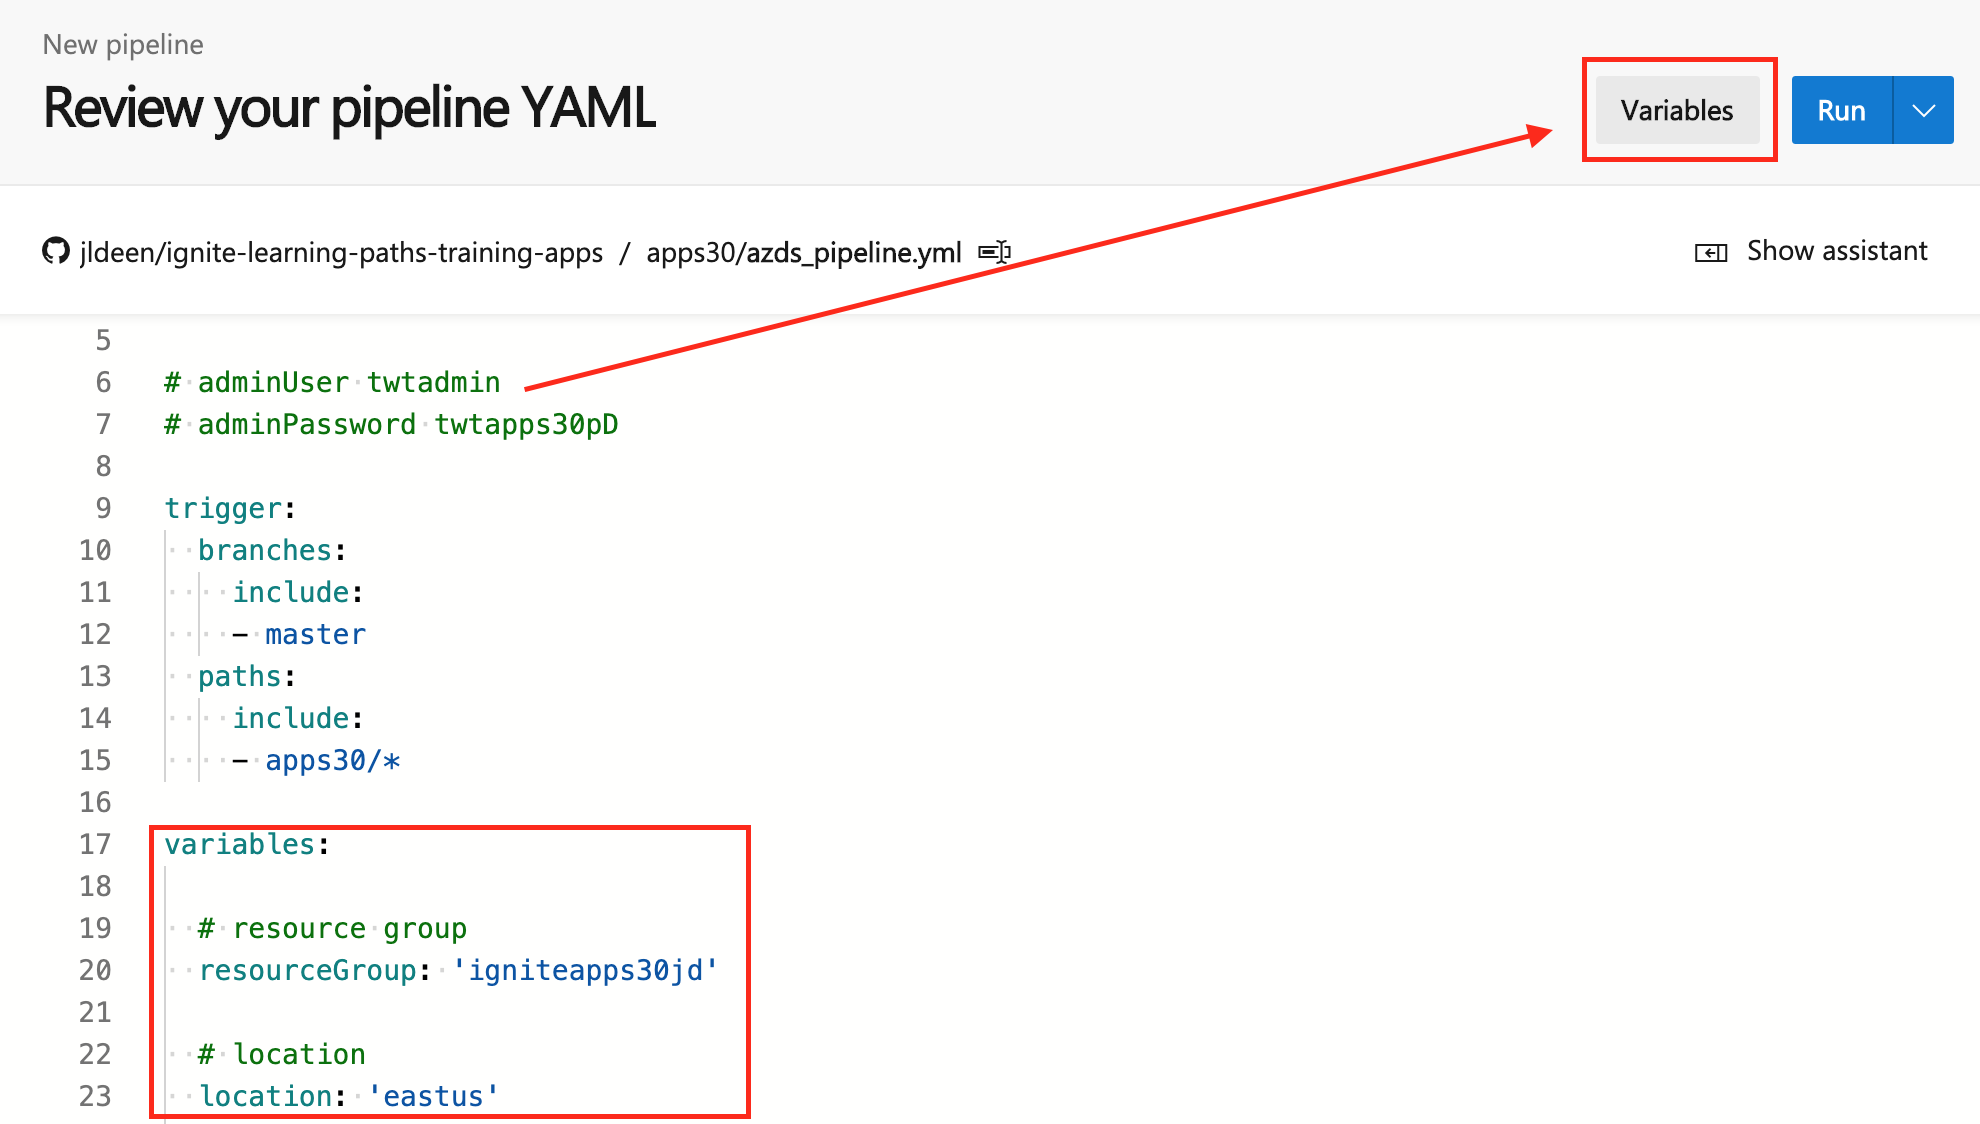 New pipeline
Review your pipeline YAML
Variables
Run
jldeen/ignite-learning-paths-training-apps / apps30/azds_pipeline.yml
Show assistant
5
6 # adminUser twtadmin
7 # adminPassword twtapps30pD
8
9 trigger:
10 branches:
11 include:
12 - master
13 paths:
14 include:
15 - apps30/*
16
17 variables:
18
19 # resource group
20 resourceGroup: 'igniteapps30jd'
21
22 # location
23 location: 'eastus'